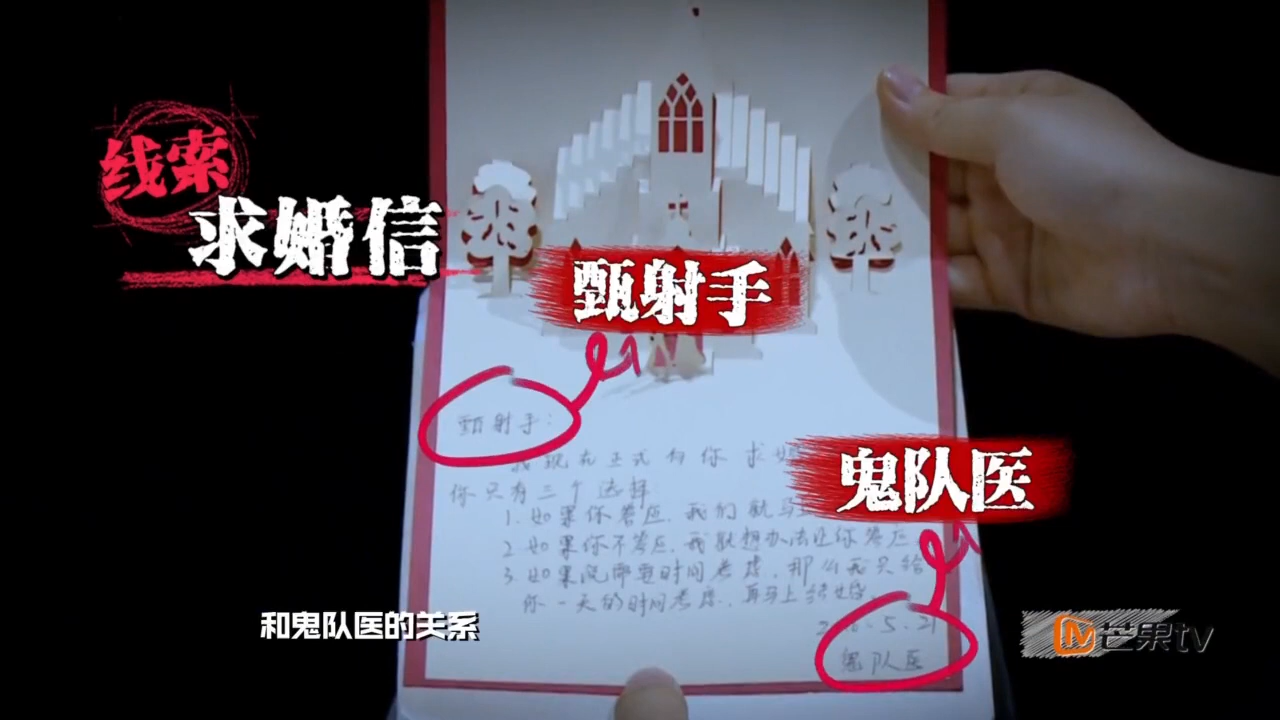 线索
求婚信
甄射手
甄射手：
我现在正式向你求婚
鬼队医
你只有三个选择：
1. 如果你答应，我们就马
2. 如果你不答应，我就想办法让你答应
3. 如果你需要时间考虑，那么我只给
你一天的时间考虑，再马上结婚。
5.21
鬼队医
和鬼队医的关系
芒果tv